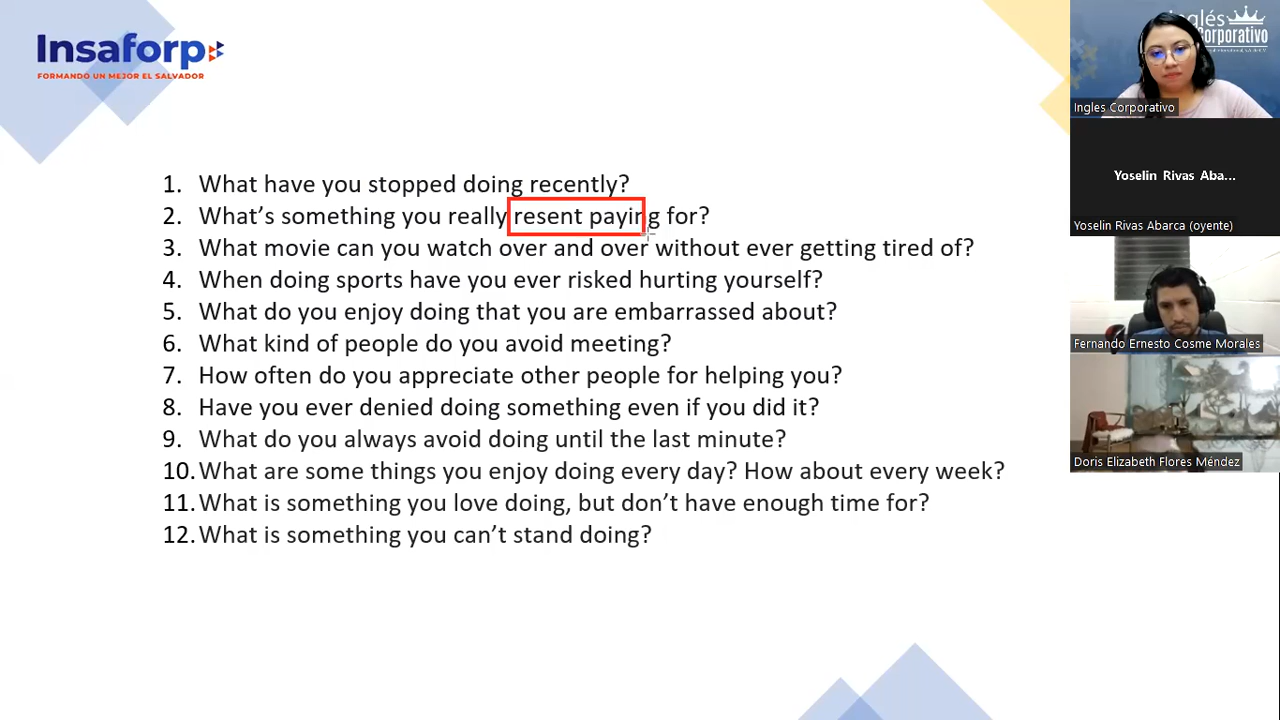 Insaforp
FORMANDO UN MEJOR EL SALVADOR
1. What have you stopped doing recently?
2. What's something you really resent paying for?
3. What movie can you watch over and over without ever getting tired of?
4. When doing sports have you ever risked hurting yourself?
5. What do you enjoy doing that you are embarrassed about?
6. What kind of people do you avoid meeting?
7. How often do you appreciate other people for helping you?
8. Have you ever denied doing something even if you did it?
9. What do you always avoid doing until the last minute?
10. What are some things you enjoy doing every day? How about every week?
11. What is something you love doing, but don't have enough time for?
12. What is something you can't stand doing?
Inglés
Corporativo
Ingles Corporativo
Yoselin Rivas Aba...
Yoselin Rivas Abarca (oyente)
Fernando Ernesto Cosme Morales
Doris Elizabeth Flores Méndez